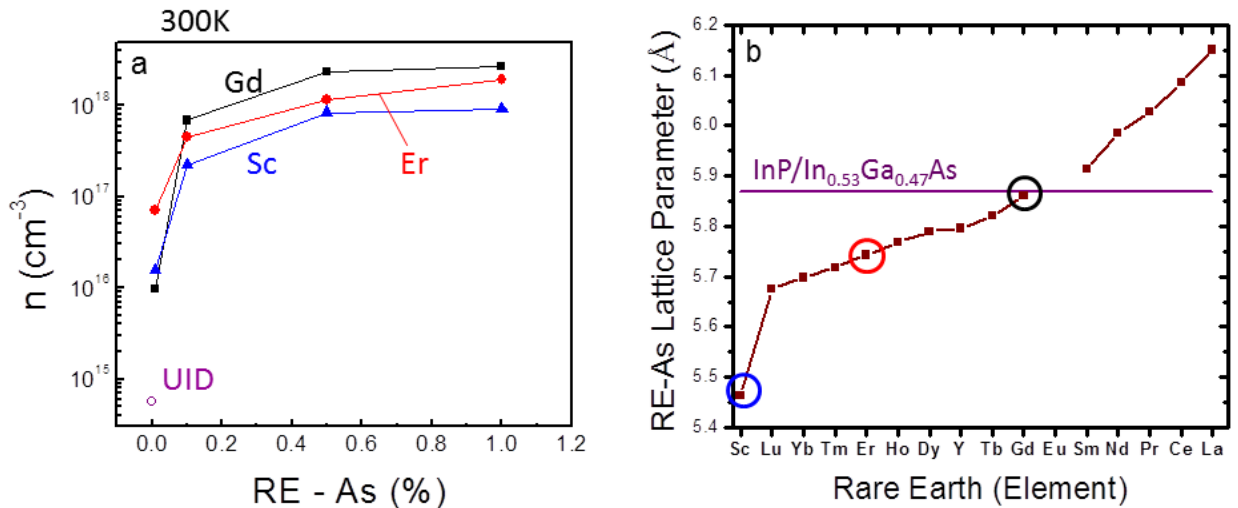 300K
a
Gd
Er
Sc
UID
n (cm⁻³)
10¹⁸
10¹⁷
10¹⁶
10¹⁵
0.0 0.2 0.4 0.6 0.8 1.0 1.2
RE - As (%)
b
InP/In₀.₅₃Ga₀.₄₇As
RE-As Lattice Parameter (Å)
6.2
6.15
6.0
5.9
5.8
5.7
5.6
5.5
5.4
Sc Lu Yb Tm Er Ho Dy Y Tb Gd Eu Sm Nd Pr Ce La
Rare Earth (Element)